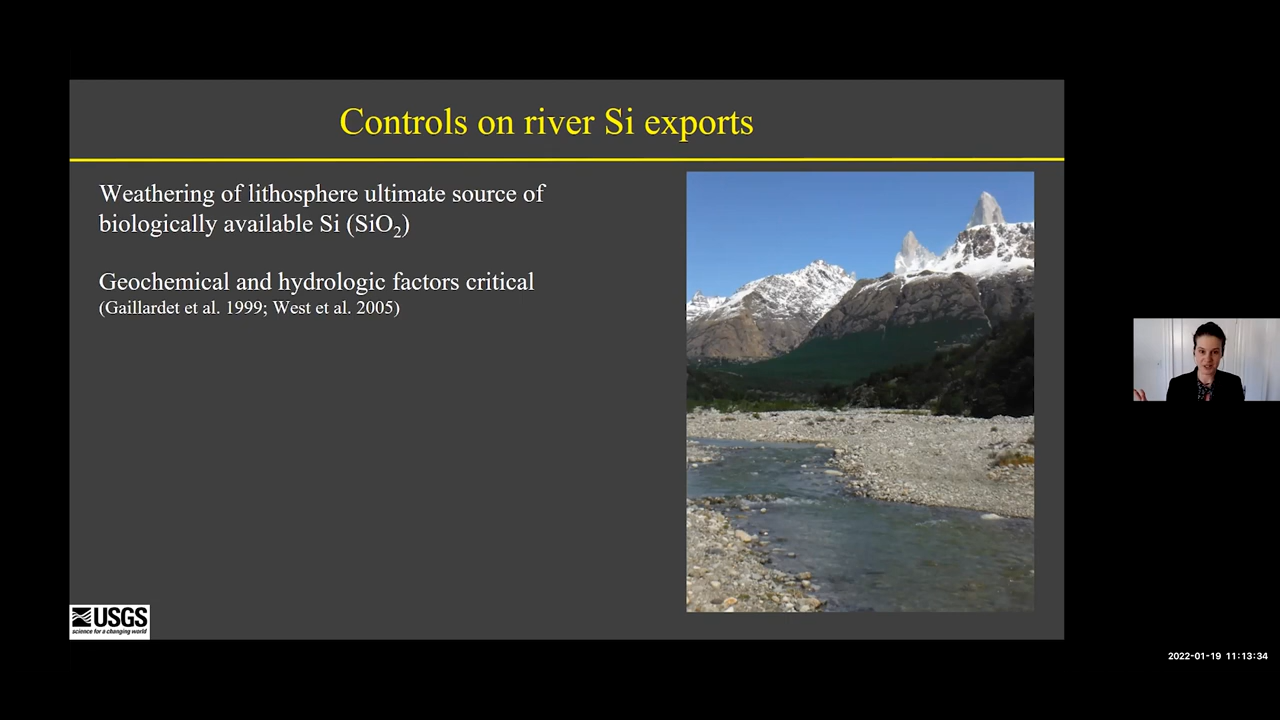 Controls on river Si exports
Weathering of lithosphere ultimate source of
biologically available Si (SiO₂)
Geochemical and hydrologic factors critical
(Gaillardet et al. 1999; West et al. 2005)
USGS
science for a changing world
2022-01-19 11:13:34